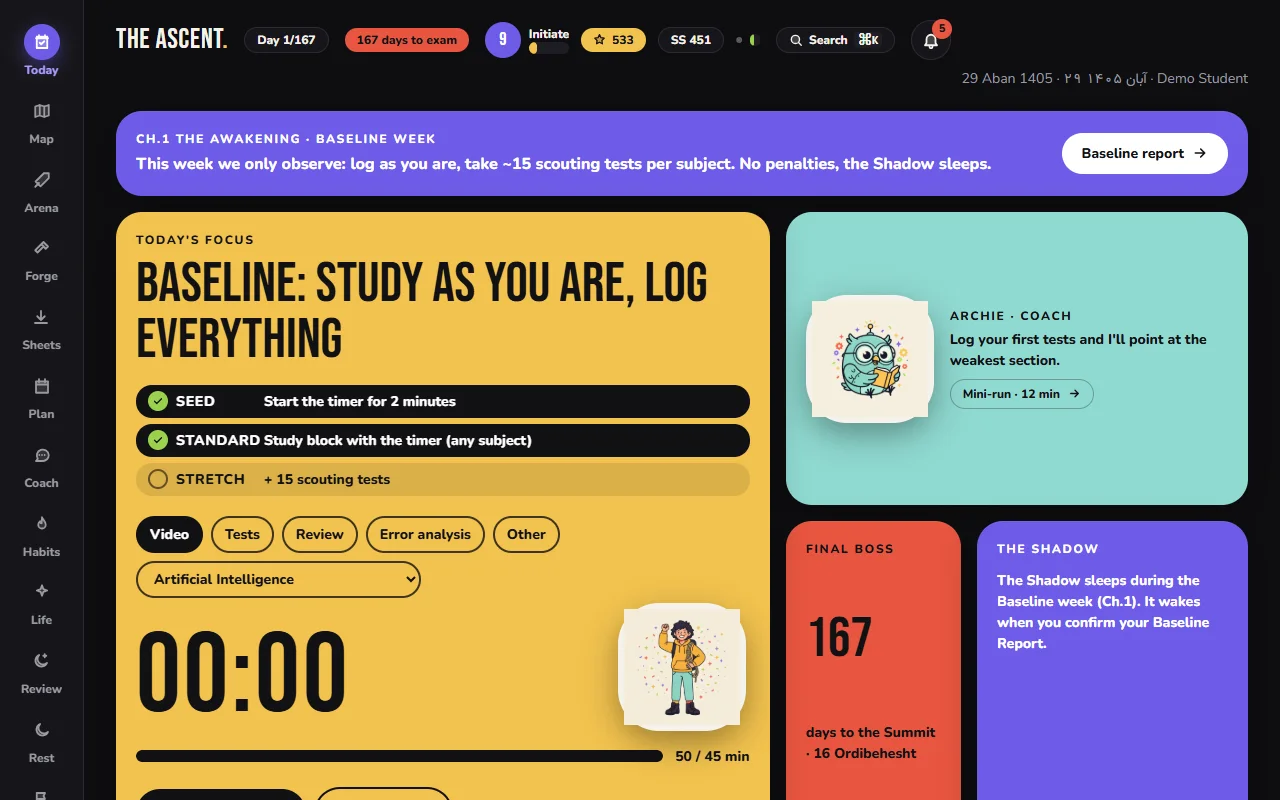 THE ASCENT.
Day 1/167
167 days to exam
9
Initiate
533
SS 451
Search ⌘K
5
29 Aban 1405 · ۲۹ آبان ۱۴۰۵ · Demo Student
Today
Map
Arena
Forge
Sheets
Plan
Coach
Habits
Life
Review
Rest
CH.1 THE AWAKENING · BASELINE WEEK
This week we only observe: log as you are, take ~15 scouting tests per subject. No penalties, the Shadow sleeps.
Baseline report →
TODAY'S FOCUS
BASELINE: STUDY AS YOU ARE, LOG
EVERYTHING
SEED Start the timer for 2 minutes
STANDARD Study block with the timer (any subject)
STRETCH + 15 scouting tests
Video
Tests
Review
Error analysis
Other
Artificial Intelligence
00:00
50 / 45 min
ARCHIE · COACH
Log your first tests and I'll point at the
weakest section.
Mini-run · 12 min →
FINAL BOSS
167
days to the Summit
· 16 Ordibehesht
THE SHADOW
The Shadow sleeps during the
Baseline week (Ch.1). It wakes
when you confirm your Baseline
Report.